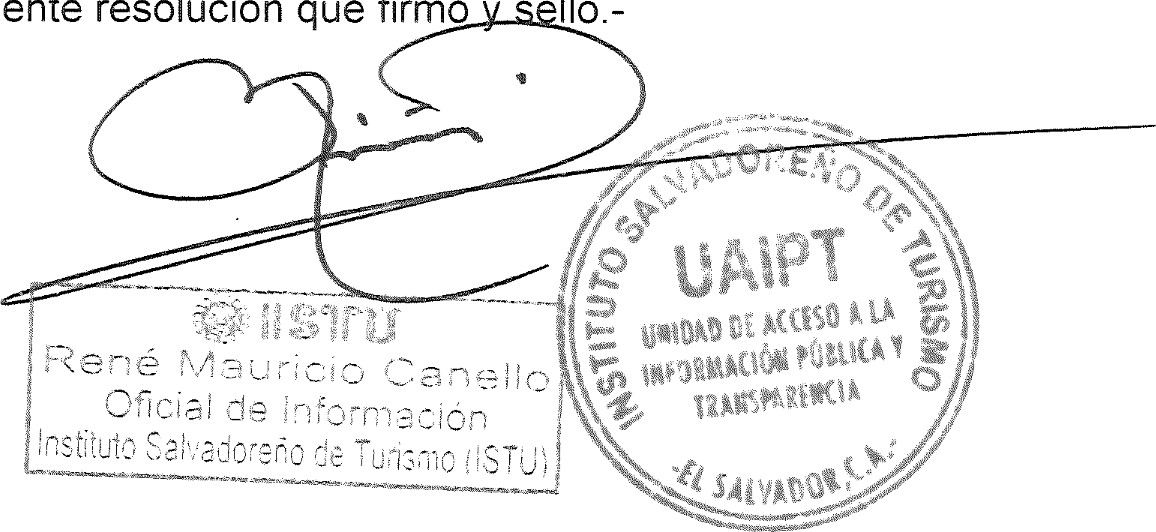 ente resolución que firmo y sello.-
ISTU
René Mauricio Canello
Oficial de Información
Instituto Salvadoreño de Turismo (ISTU)
INSTITUTO SALVADOREÑO DE TURISMO
UAIPT
UNIDAD DE ACCESO A LA
INFORMACIÓN PÚBLICA Y
TRANSPARENCIA
-EL SALVADOR, C.A.-